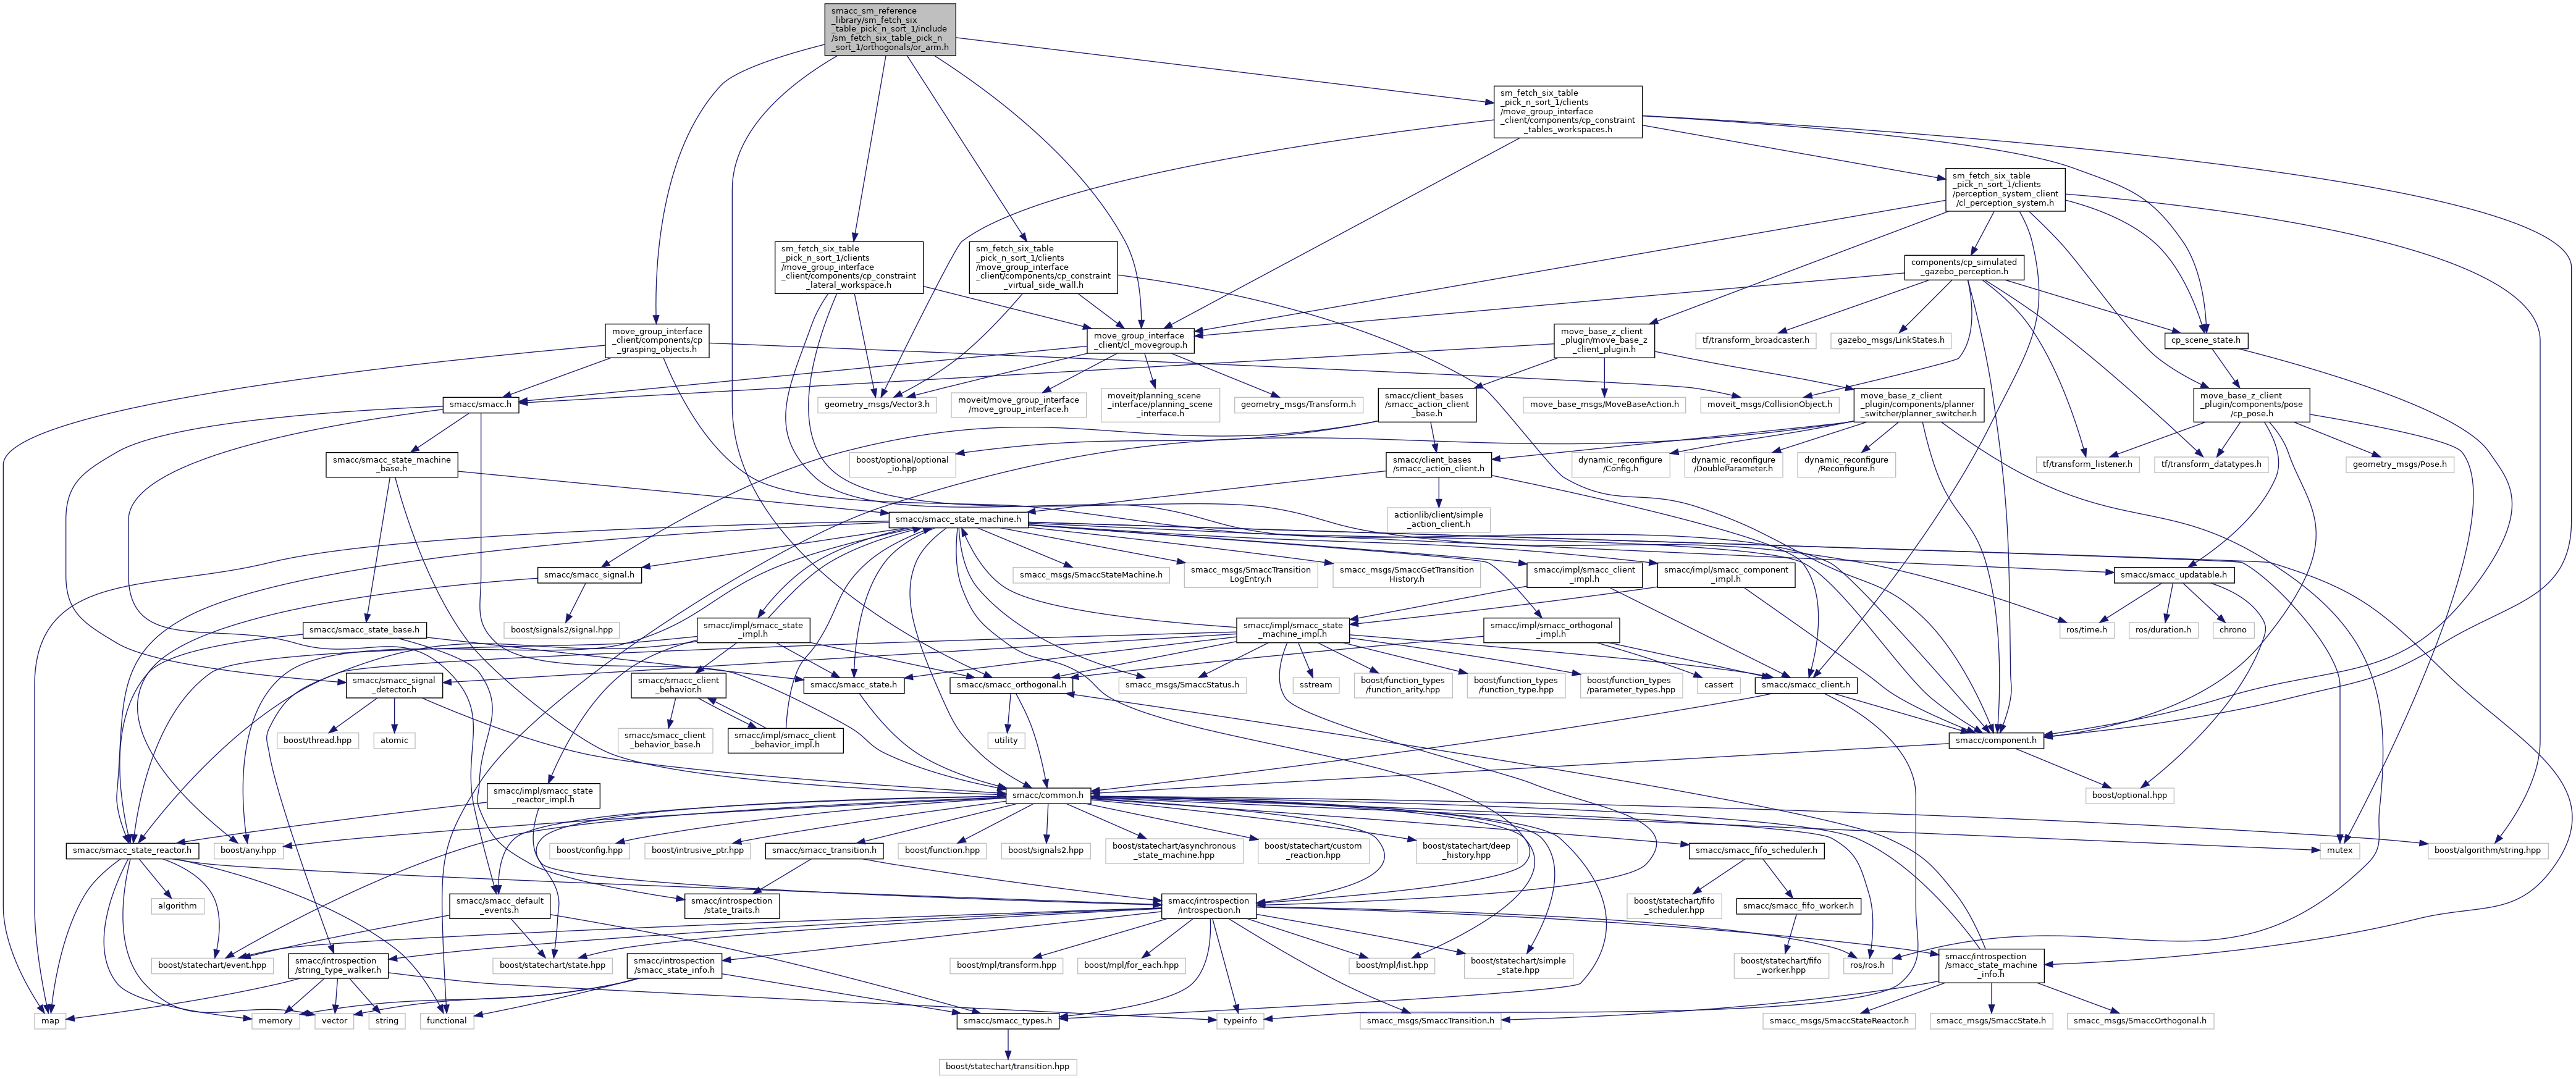 smacc_sm_reference
_library/sm_fetch_six
_table_pick_n_sort_1/include
/sm_fetch_six_table_pick_n
_sort_1/orthogonals/or_arm.h
sm_fetch_six_table
_pick_n_sort_1/clients
/move_group_interface
_client/components/cp_constraint
_tables_workspaces.h
sm_fetch_six_table
_pick_n_sort_1/clients
/perception_system_client
/cl_perception_system.h
sm_fetch_six_table
_pick_n_sort_1/clients
/move_group_interface
_client/components/cp_constraint
_lateral_workspace.h
sm_fetch_six_table
_pick_n_sort_1/clients
/move_group_interface
_client/components/cp_constraint
_virtual_side_wall.h
components/cp_simulated
_gazebo_perception.h
move_group_interface
_client/components/cp
_grasping_objects.h
move_group_interface
_client/cl_movegroup.h
move_base_z_client
_plugin/move_base_z
_client_plugin.h
tf/transform_broadcaster.h
gazebo_msgs/LinkStates.h
cp_scene_state.h
smacc/smacc.h
geometry_msgs/Vector3.h
moveit/move_group_interface
/move_group_interface.h
moveit/planning_scene
_interface/planning_scene
_interface.h
geometry_msgs/Transform.h
smacc/client_bases
/smacc_action_client
_base.h
move_base_msgs/MoveBaseAction.h
moveit_msgs/CollisionObject.h
move_base_z_client
_plugin/components/planner
_switcher/planner_switcher.h
move_base_z_client
_plugin/components/pose
/cp_pose.h
smacc/smacc_state_machine
_base.h
boost/optional/optional
_io.hpp
smacc/client_bases
/smacc_action_client.h
dynamic_reconfigure
/Config.h
dynamic_reconfigure
/DoubleParameter.h
dynamic_reconfigure
/Reconfigure.h
tf/transform_listener.h
tf/transform_datatypes.h
geometry_msgs/Pose.h
smacc/smacc_state_machine.h
actionlib/client/simple
_action_client.h
smacc/smacc_signal.h
smacc_msgs/SmaccStateMachine.h
smacc_msgs/SmaccTransition
LogEntry.h
smacc_msgs/SmaccGetTransition
History.h
smacc/impl/smacc_client
_impl.h
smacc/impl/smacc_component
_impl.h
smacc/smacc_updatable.h
boost/signals2/signal.hpp
smacc/smacc_state_base.h
smacc/impl/smacc_state
_impl.h
smacc/impl/smacc_state
_machine_impl.h
smacc/impl/smacc_orthogonal
_impl.h
ros/time.h
ros/duration.h
chrono
smacc/smacc_signal
_detector.h
smacc/smacc_client
_behavior.h
smacc/smacc_state.h
smacc/smacc_orthogonal.h
smacc_msgs/SmaccStatus.h
sstream
boost/function_types
/function_arity.hpp
boost/function_types
/function_type.hpp
boost/function_types
/parameter_types.hpp
cassert
smacc/smacc_client.h
boost/thread.hpp
atomic
smacc/smacc_client
_behavior_base.h
smacc/impl/smacc_client
_behavior_impl.h
utility
smacc/component.h
smacc/impl/smacc_state
_reactor_impl.h
smacc/common.h
boost/optional.hpp
smacc/smacc_state_reactor.h
boost/any.hpp
boost/config.hpp
boost/intrusive_ptr.hpp
smacc/smacc_transition.h
boost/function.hpp
boost/signals2.hpp
boost/statechart/asynchronous
_state_machine.hpp
boost/statechart/custom
_reaction.hpp
boost/statechart/deep
_history.hpp
smacc/smacc_fifo_scheduler.h
mutex
boost/algorithm/string.hpp
algorithm
smacc/smacc_default
_events.h
smacc/introspection
/state_traits.h
smacc/introspection
/introspection.h
boost/statechart/fifo
_scheduler.hpp
smacc/smacc_fifo_worker.h
boost/statechart/event.hpp
smacc/introspection
/string_type_walker.h
boost/statechart/state.hpp
smacc/introspection
/smacc_state_info.h
boost/mpl/transform.hpp
boost/mpl/for_each.hpp
boost/mpl/list.hpp
boost/statechart/simple
_state.hpp
boost/statechart/fifo
_worker.hpp
ros/ros.h
smacc/introspection
/smacc_state_machine
_info.h
map
memory
vector
string
functional
smacc/smacc_types.h
typeinfo
smacc_msgs/SmaccTransition.h
smacc_msgs/SmaccStateReactor.h
smacc_msgs/SmaccState.h
smacc_msgs/SmaccOrthogonal.h
boost/statechart/transition.hpp